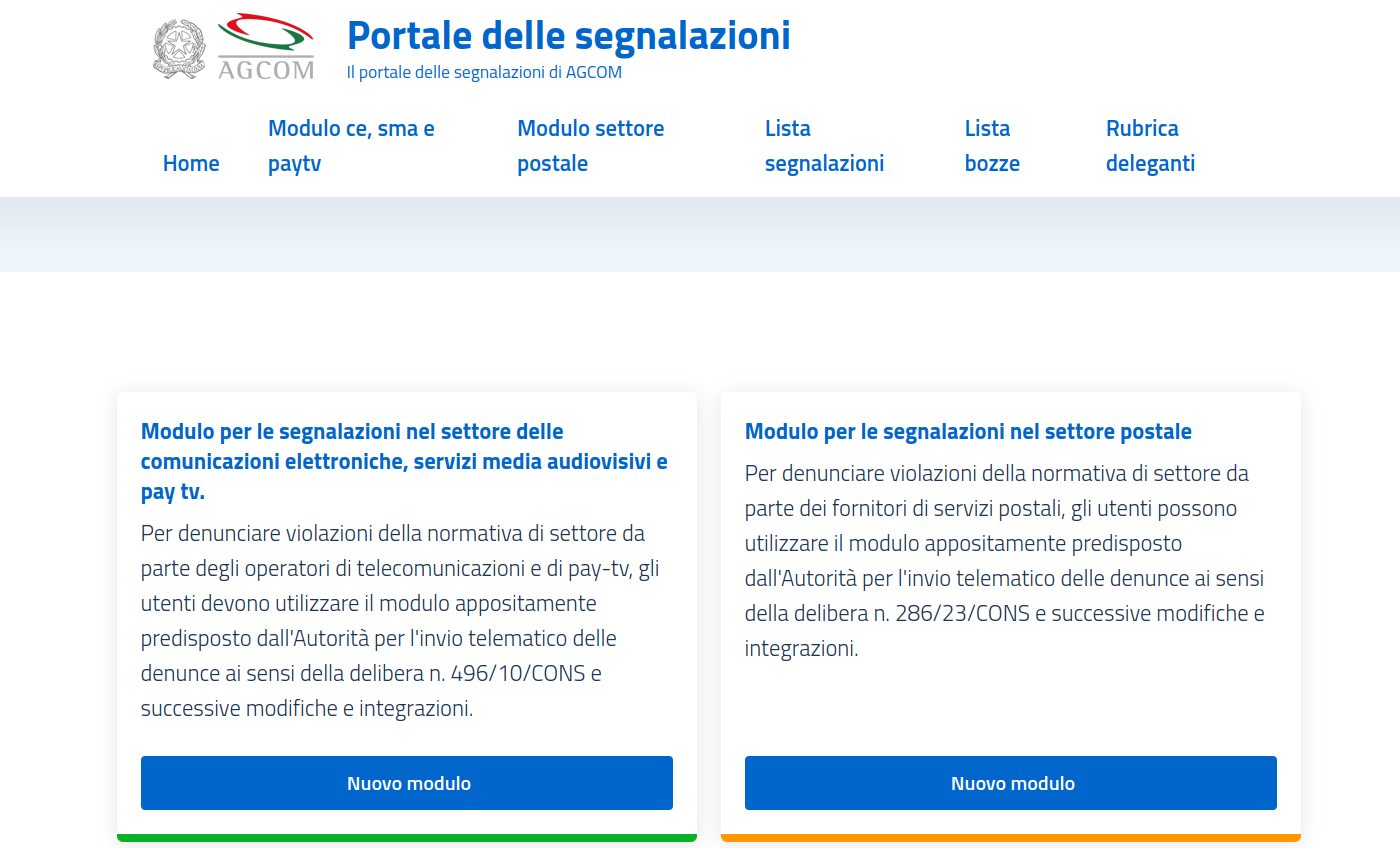 AGCOM
Portale delle segnalazioni
Il portale delle segnalazioni di AGCOM
Home
Modulo ce, sma e
paytv
Modulo settore
postale
Lista
segnalazioni
Lista
bozze
Rubrica
deleganti
Modulo per le segnalazioni nel settore delle
comunicazioni elettroniche, servizi media audiovisivi e
pay tv.
Per denunciare violazioni della normativa di settore da
parte degli operatori di telecomunicazioni e di pay-tv, gli
utenti devono utilizzare il modulo appositamente
predisposto dall'Autorità per l'invio telematico delle
denunce ai sensi della delibera n. 496/10/CONS e
successive modifiche e integrazioni.
Nuovo modulo
Modulo per le segnalazioni nel settore postale
Per denunciare violazioni della normativa di settore da
parte dei fornitori di servizi postali, gli utenti possono
utilizzare il modulo appositamente predisposto
dall'Autorità per l'invio telematico delle denunce ai sensi
della delibera n. 286/23/CONS e successive modifiche e
integrazioni.
Nuovo modulo